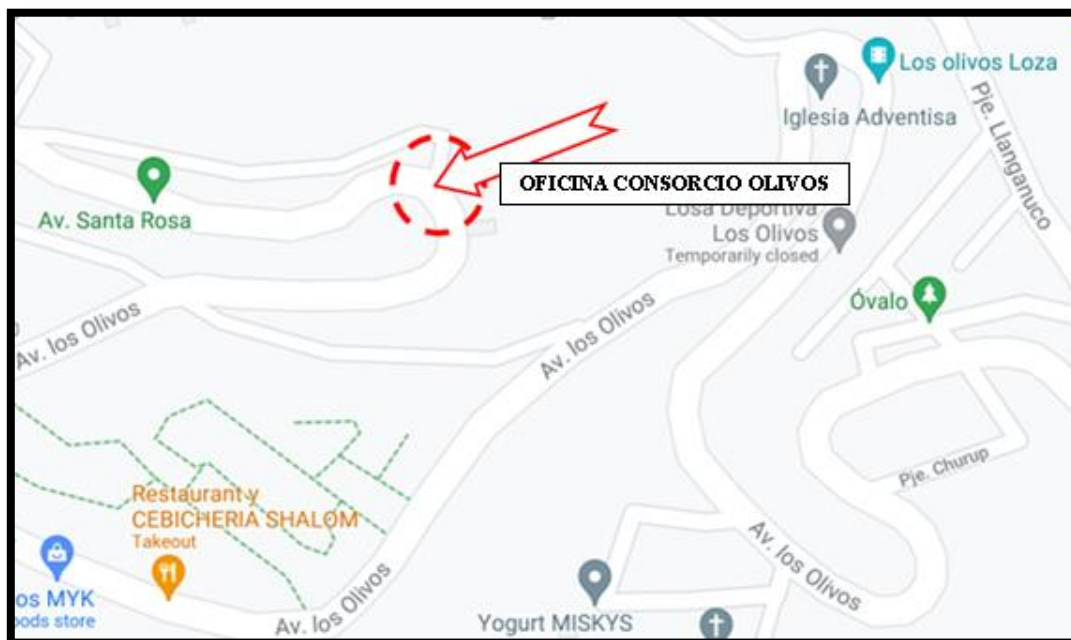 Los olivos Loza
Iglesia Adventisa
Pje. Llanganuco
OFICINA CONSORCIO OLIVOS
Av. Santa Rosa
Losa Deportiva
Los Olivos
Temporarily closed
Óvalo
Av. los Olivos
Av. los Olivos
Pje. Churup
Restaurant y
CEBICHERIA SHALOM
Takeout
Av. los Olivos
os MYK
oods store
Yogurt MISKYS
Av. los Olivos